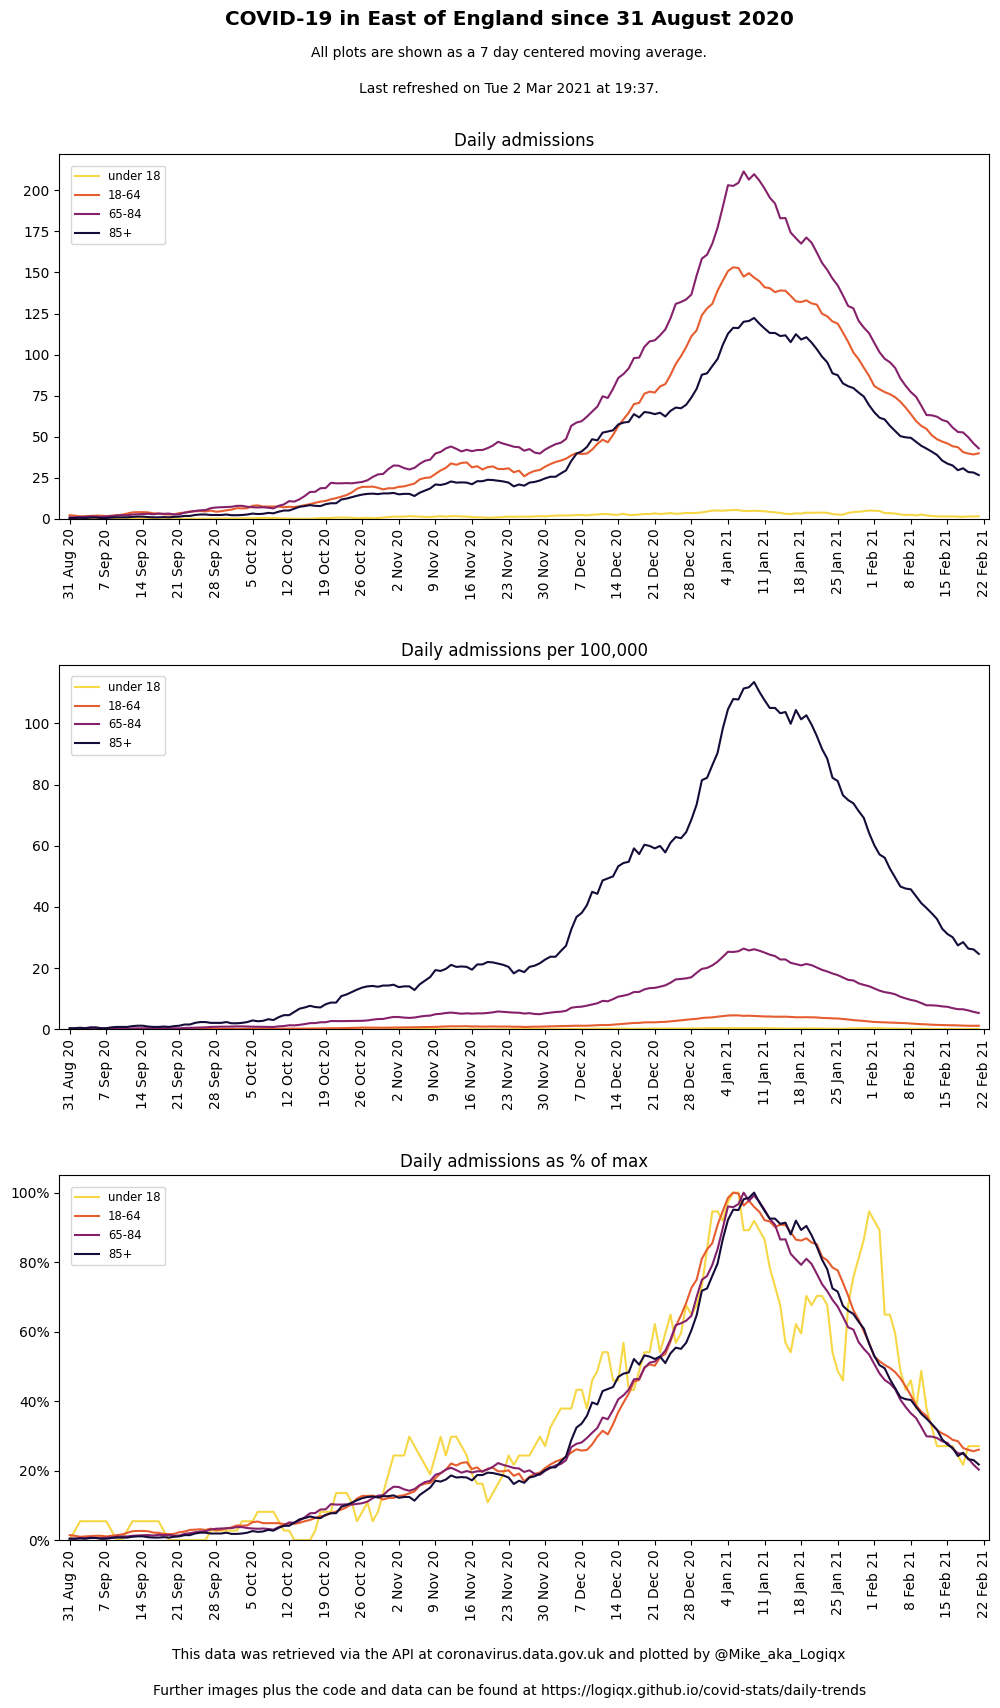 COVID-19 in East of England since 31 August 2020
All plots are shown as a 7 day centered moving average.
Last refreshed on Tue 2 Mar 2021 at 19:37.
Daily admissions
under 18
18-64
65-84
85+
200
175
150
125
100
75
50
25
0
31 Aug 20
7 Sep 20
14 Sep 20
21 Sep 20
28 Sep 20
5 Oct 20
12 Oct 20
19 Oct 20
26 Oct 20
2 Nov 20
9 Nov 20
16 Nov 20
23 Nov 20
30 Nov 20
7 Dec 20
14 Dec 20
21 Dec 20
28 Dec 20
4 Jan 21
11 Jan 21
18 Jan 21
25 Jan 21
1 Feb 21
8 Feb 21
15 Feb 21
22 Feb 21
Daily admissions per 100,000
under 18
18-64
65-84
85+
100
80
60
40
20
0
31 Aug 20
7 Sep 20
14 Sep 20
21 Sep 20
28 Sep 20
5 Oct 20
12 Oct 20
19 Oct 20
26 Oct 20
2 Nov 20
9 Nov 20
16 Nov 20
23 Nov 20
30 Nov 20
7 Dec 20
14 Dec 20
21 Dec 20
28 Dec 20
4 Jan 21
11 Jan 21
18 Jan 21
25 Jan 21
1 Feb 21
8 Feb 21
15 Feb 21
22 Feb 21
Daily admissions as % of max
under 18
18-64
65-84
85+
100%
80%
60%
40%
20%
0%
31 Aug 20
7 Sep 20
14 Sep 20
21 Sep 20
28 Sep 20
5 Oct 20
12 Oct 20
19 Oct 20
26 Oct 20
2 Nov 20
9 Nov 20
16 Nov 20
23 Nov 20
30 Nov 20
7 Dec 20
14 Dec 20
21 Dec 20
28 Dec 20
4 Jan 21
11 Jan 21
18 Jan 21
25 Jan 21
1 Feb 21
8 Feb 21
15 Feb 21
22 Feb 21
This data was retrieved via the API at coronavirus.data.gov.uk and plotted by @Mike_aka_Logiqx
Further images plus the code and data can be found at https://logiqx.github.io/covid-stats/daily-trends